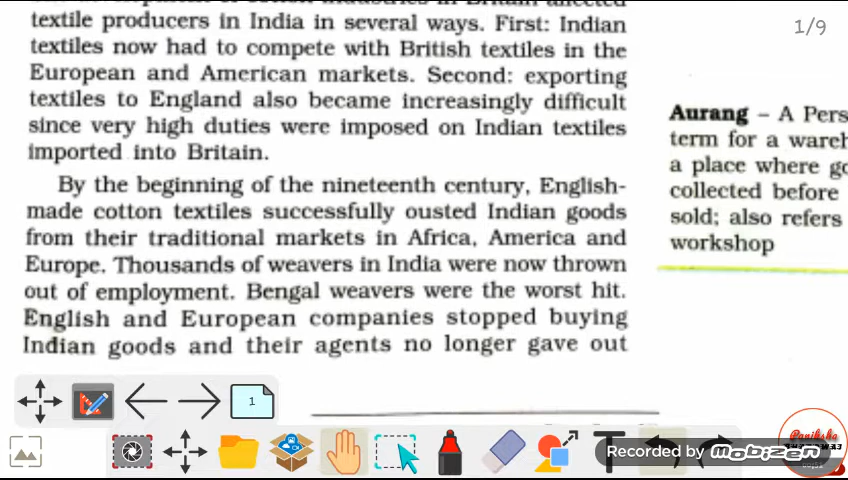 textile producers in India in several ways. First: Indian
textiles now had to compete with British textiles in the
European and American markets. Second: exporting
textiles to England also became increasingly difficult
since very high duties were imposed on Indian textiles
imported into Britain.
By the beginning of the nineteenth century, English-
made cotton textiles successfully ousted Indian goods
from their traditional markets in Africa, America and
Europe. Thousands of weavers in India were now thrown
out of employment. Bengal weavers were the worst hit.
English and European companies stopped buying
Indian goods and their agents no longer gave out
1/9
Aurang – A Pers
term for a wareh
a place where go
collected before
sold; also refers
workshop
1
T
Recorded by mobizen